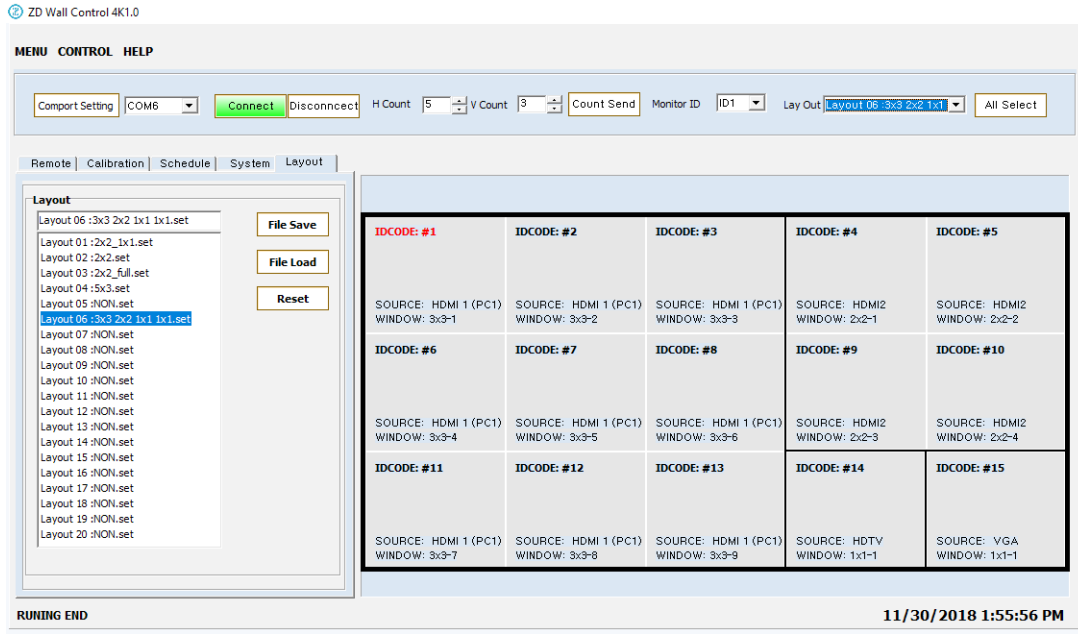 ZD Wall Control 4K1.0
MENU CONTROL HELP
Comport Setting COM6 Connect Disconncect H Count 5 V Count 3 Count Send Monitor ID ID1 Lay Out Layout 06 :3x3 2x2 1x1 All Select
Remote Calibration Schedule System Layout
Layout
Layout 06 :3x3 2x2 1x1 1x1.set
File Save
File Load
Reset
Layout 01 :2x2_1x1.set
Layout 02 :2x2.set
Layout 03 :2x2_full.set
Layout 04 :5x3.set
Layout 05 :NON.set
Layout 06 :3x3 2x2 1x1 1x1.set
Layout 07 :NON.set
Layout 08 :NON.set
Layout 09 :NON.set
Layout 10 :NON.set
Layout 11 :NON.set
Layout 12 :NON.set
Layout 13 :NON.set
Layout 14 :NON.set
Layout 15 :NON.set
Layout 16 :NON.set
Layout 17 :NON.set
Layout 18 :NON.set
Layout 19 :NON.set
Layout 20 :NON.set
IDCODE: #1 IDCODE: #2 IDCODE: #3 IDCODE: #4 IDCODE: #5
SOURCE: HDMI 1 (PC1) SOURCE: HDMI 1 (PC1) SOURCE: HDMI 1 (PC1) SOURCE: HDMI2 SOURCE: HDMI2
WINDOW: 3x3-1 WINDOW: 3x3-2 WINDOW: 3x3-3 WINDOW: 2x2-1 WINDOW: 2x2-2
IDCODE: #6 IDCODE: #7 IDCODE: #8 IDCODE: #9 IDCODE: #10
SOURCE: HDMI 1 (PC1) SOURCE: HDMI 1 (PC1) SOURCE: HDMI 1 (PC1) SOURCE: HDMI2 SOURCE: HDMI2
WINDOW: 3x3-4 WINDOW: 3x3-5 WINDOW: 3x3-6 WINDOW: 2x2-3 WINDOW: 2x2-4
IDCODE: #11 IDCODE: #12 IDCODE: #13 IDCODE: #14 IDCODE: #15
SOURCE: HDMI 1 (PC1) SOURCE: HDMI 1 (PC1) SOURCE: HDMI 1 (PC1) SOURCE: HDTV SOURCE: VGA
WINDOW: 3x3-7 WINDOW: 3x3-8 WINDOW: 3x3-9 WINDOW: 1x1-1 WINDOW: 1x1-1
RUNING END
11/30/2018 1:55:56 PM